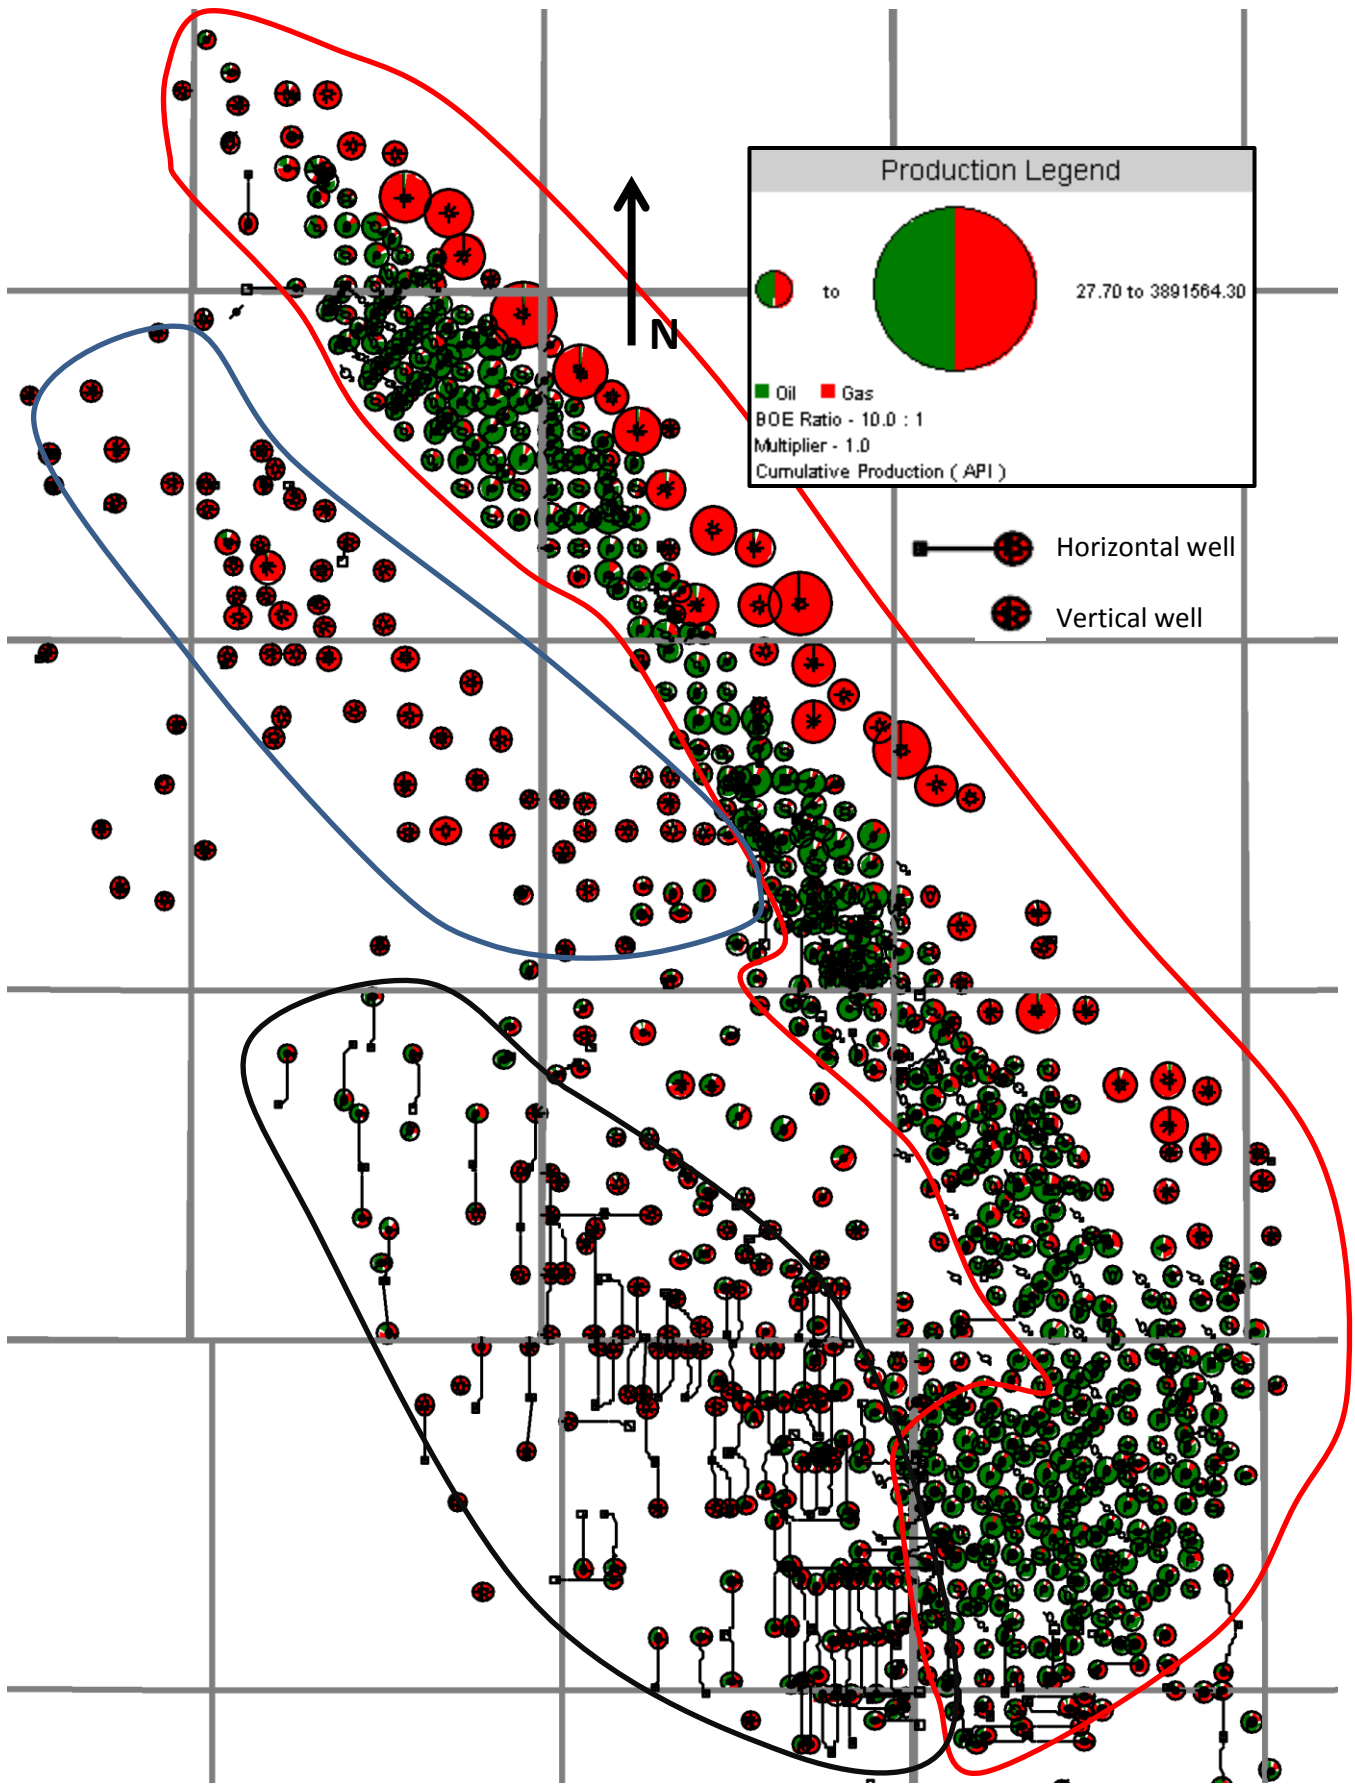 Production Legend
to
27.70 to 3891564.30
N
Oil Gas
BOE Ratio - 10.0 : 1
Multiplier - 1.0
Cumulative Production ( API )
Horizontal well
Vertical well